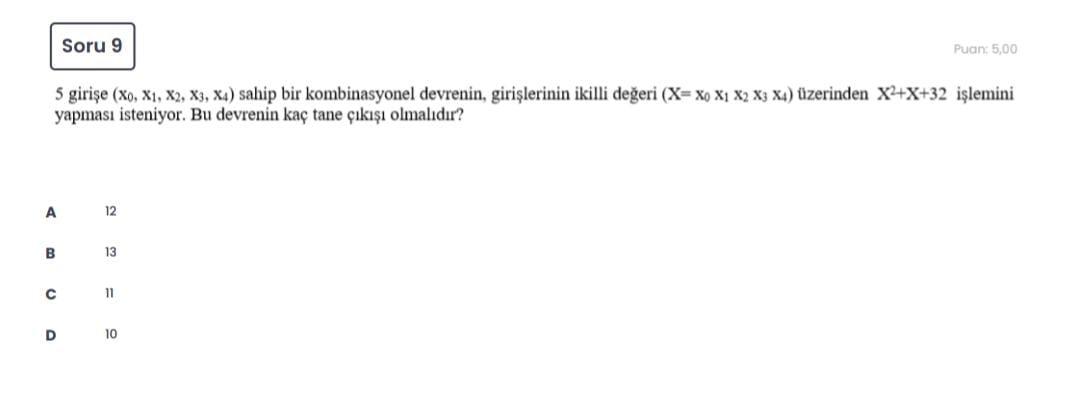 Soru 9
Puan: 5,00
5 girişe (x₀, x₁, x₂, x₃, x₄) sahip bir kombinasyonel devrenin, girişlerinin ikilli değeri (X= x₀ x₁ x₂ x₃ x₄) üzerinden X²+X+32 işlemini
yapması isteniyor. Bu devrenin kaç tane çıkışı olmalıdır?
A 12
B 13
C 11
D 10